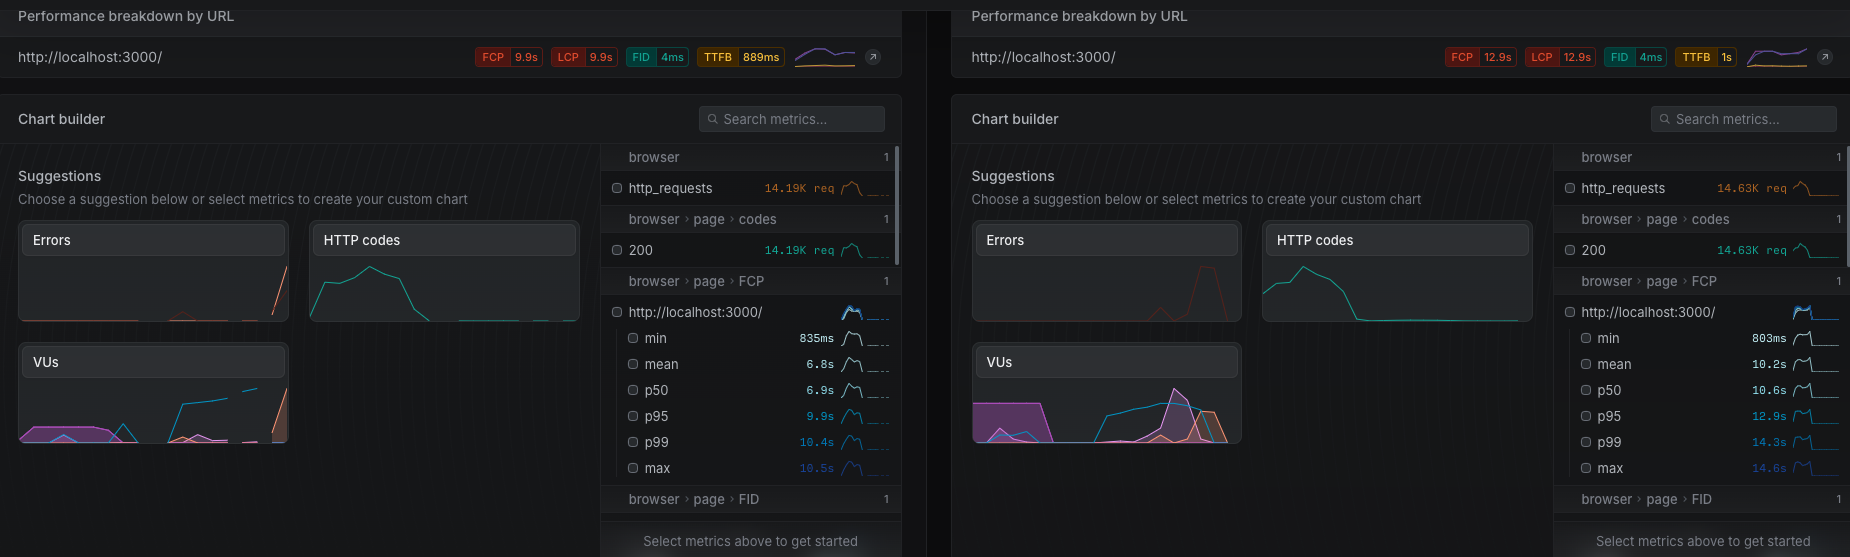 Performance breakdown by URL
http://localhost:3000/
FCP 9.9s
LCP 9.9s
FID 4ms
TTFB 889ms
Chart builder
Search metrics...
Suggestions
Choose a suggestion below or select metrics to create your custom chart
Errors
HTTP codes
VUs
browser 1
http_requests 14.19K req
browser › page › codes 1
200 14.19K req
browser › page › FCP 1
http://localhost:3000/
min 835ms
mean 6.8s
p50 6.9s
p95 9.9s
p99 10.4s
max 10.5s
browser › page › FID 1
Select metrics above to get started
Performance breakdown by URL
http://localhost:3000/
FCP 12.9s
LCP 12.9s
FID 4ms
TTFB 1s
Chart builder
Search metrics...
Suggestions
Choose a suggestion below or select metrics to create your custom chart
Errors
HTTP codes
VUs
browser 1
http_requests 14.63K req
browser › page › codes 1
200 14.63K req
browser › page › FCP 1
http://localhost:3000/
min 803ms
mean 10.2s
p50 10.6s
p95 12.9s
p99 14.3s
max 14.6s
browser › page › FID 1
Select metrics above to get started